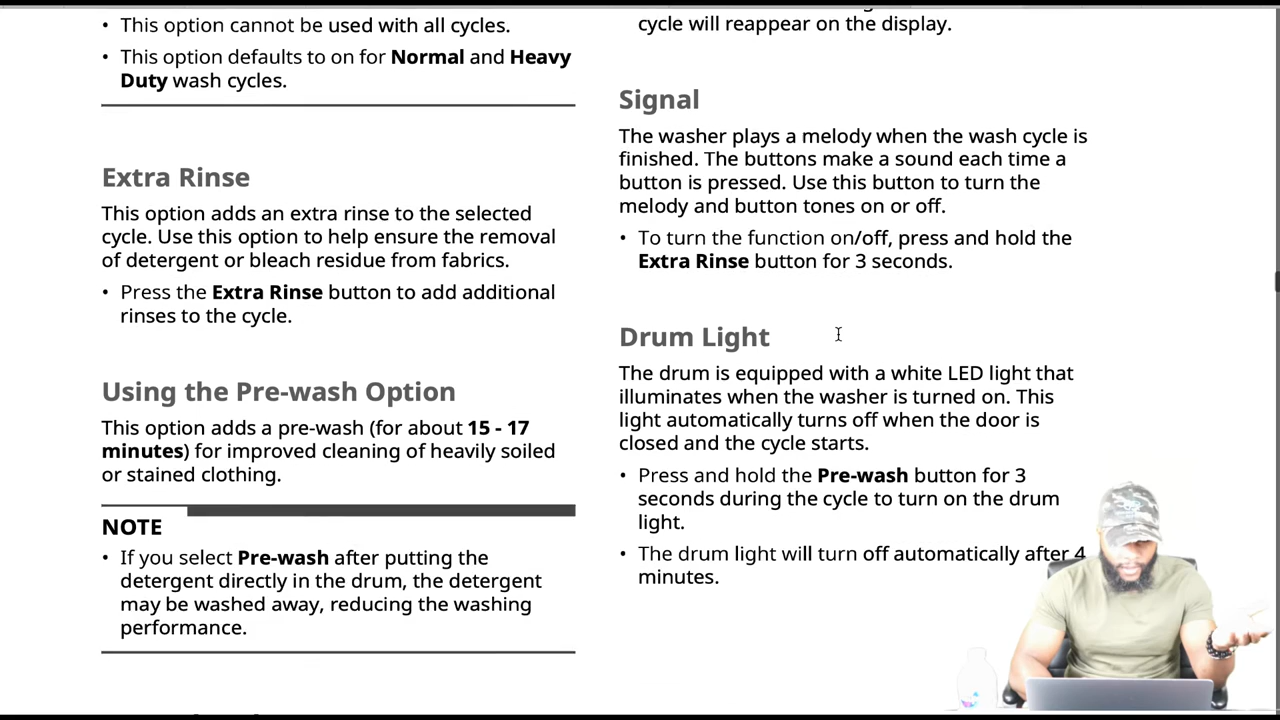 • This option cannot be used with all cycles.
• This option defaults to on for Normal and Heavy
Duty wash cycles.
Extra Rinse
This option adds an extra rinse to the selected
cycle. Use this option to help ensure the removal
of detergent or bleach residue from fabrics.
• Press the Extra Rinse button to add additional
rinses to the cycle.
Using the Pre-wash Option
This option adds a pre-wash (for about 15 - 17
minutes) for improved cleaning of heavily soiled
or stained clothing.
NOTE
• If you select Pre-wash after putting the
detergent directly in the drum, the detergent
may be washed away, reducing the washing
performance.
cycle will reappear on the display.
Signal
The washer plays a melody when the wash cycle is
finished. The buttons make a sound each time a
button is pressed. Use this button to turn the
melody and button tones on or off.
• To turn the function on/off, press and hold the
Extra Rinse button for 3 seconds.
Drum Light
The drum is equipped with a white LED light that
illuminates when the washer is turned on. This
light automatically turns off when the door is
closed and the cycle starts.
• Press and hold the Pre-wash button for 3
seconds during the cycle to turn on the drum
light.
• The drum light will turn off automatically after 4
minutes.